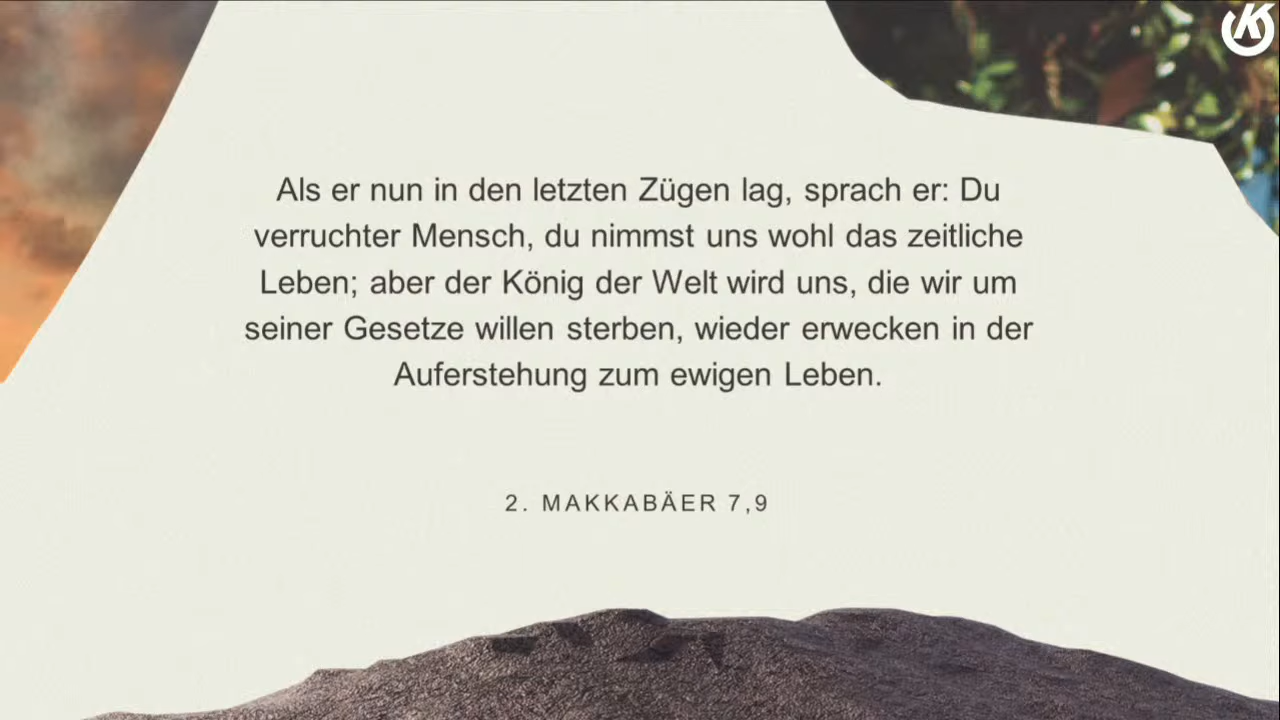 Als er nun in den letzten Zügen lag, sprach er: Du
verruchter Mensch, du nimmst uns wohl das zeitliche
Leben; aber der König der Welt wird uns, die wir um
seiner Gesetze willen sterben, wieder erwecken in der
Auferstehung zum ewigen Leben.
2. MAKKABÄER 7,9